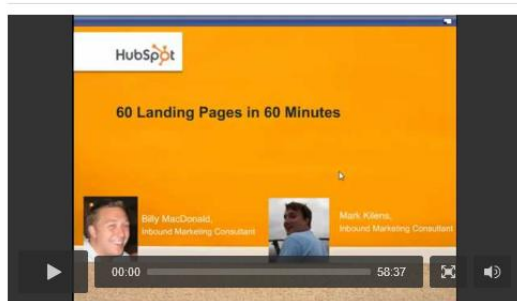 HubSpot
60 Landing Pages in 60 Minutes
Billy MacDonald,
Inbound Marketing Consultant
Mark Kilens,
Inbound Marketing Consultant
00:00
58:37